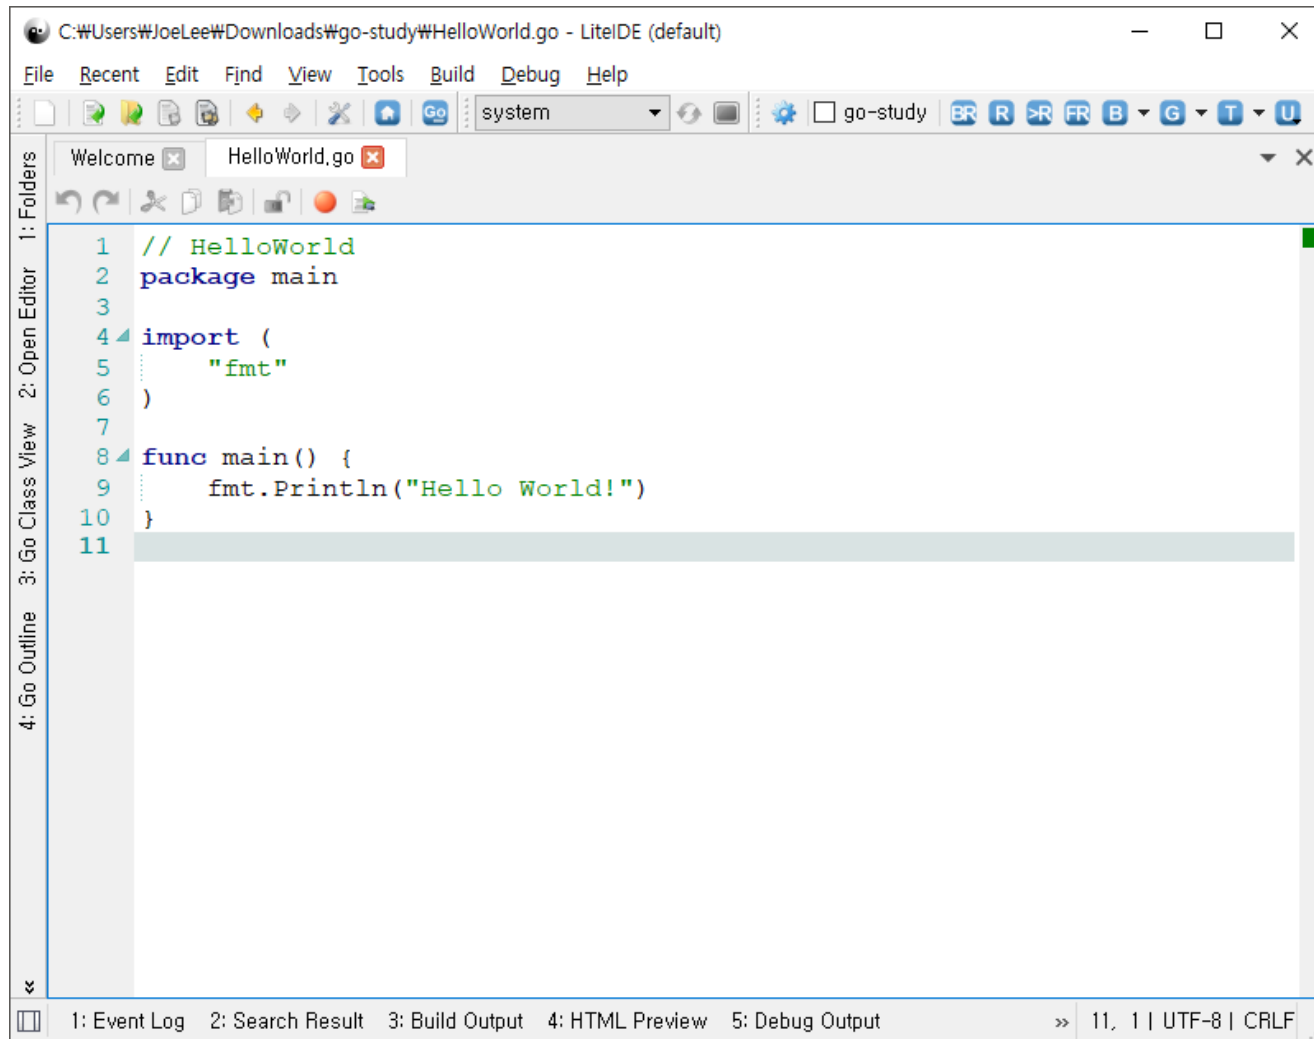 C:₩Users₩JoeLee₩Downloads₩go-study₩HelloWorld.go - LiteIDE (default)
File Recent Edit Find View Tools Build Debug Help
Go system go-study BR R >R FR B G T U
1: Folders
2: Open Editor
3: Go Class View
4: Go Outline
Welcome HelloWorld.go
1 // HelloWorld
2 package main
3
4 import (
5 "fmt"
6 )
7
8 func main() {
9 fmt.Println("Hello World!")
10 }
11
1: Event Log 2: Search Result 3: Build Output 4: HTML Preview 5: Debug Output » 11, 1 | UTF-8 | CRLF